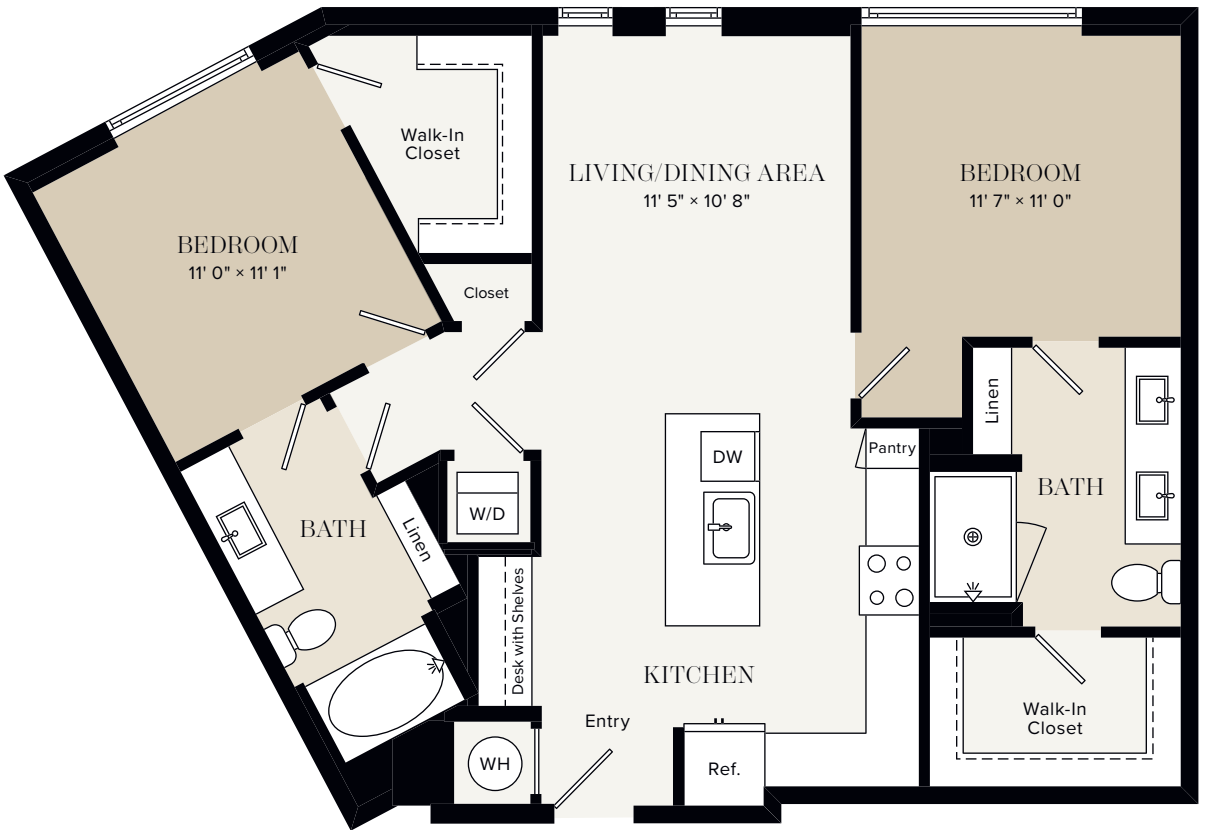 Walk-In
Closet
LIVING/DINING AREA
11' 5" × 10' 8"
BEDROOM
11' 7" × 11' 0"
BEDROOM
11' 0" × 11' 1"
Closet
Linen
Pantry
DW
BATH
W/D
BATH
Linen
Desk with Shelves
KITCHEN
Entry
Walk-In
Closet
WH
Ref.